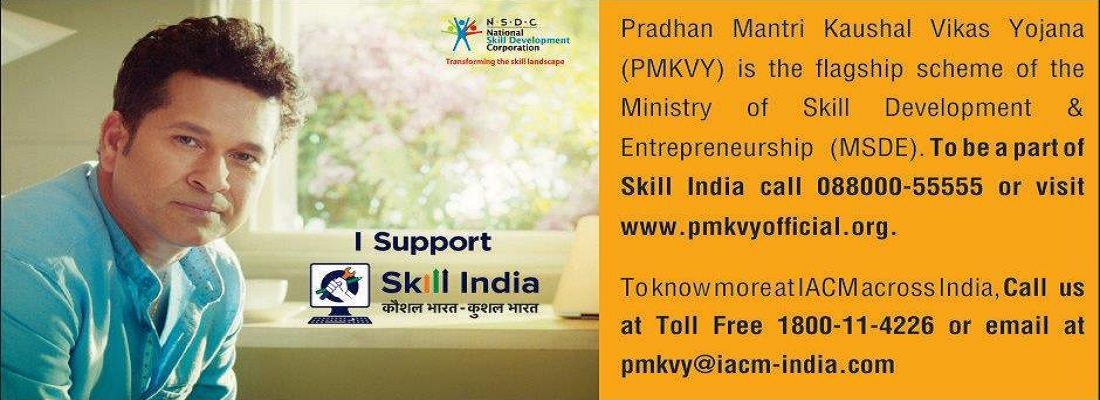 N·S·D·C
National
Skill Development
Corporation
Transforming the skill landscape
I Support
Skill India
कौशल भारत - कुशल भारत
Pradhan Mantri Kaushal Vikas Yojana
(PMKVY) is the flagship scheme of the
Ministry of Skill Development &
Entrepreneurship (MSDE). To be a part of
Skill India call 088000-55555 or visit
www.pmkvyofficial.org.
To know more at IACM across India, Call us
at Toll Free 1800-11-4226 or email at
pmkvy@iacm-india.com